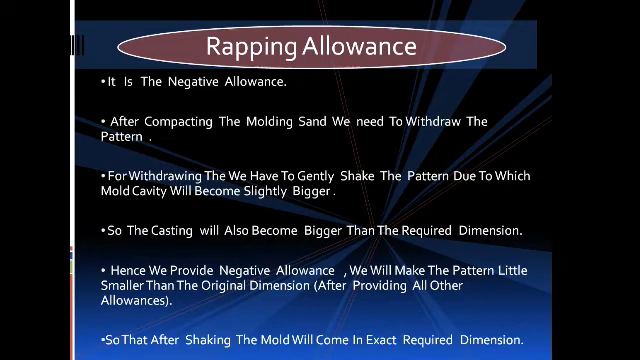 Rapping Allowance
•It Is The Negative Allowance.
• After Compacting The Molding Sand We need To Withdraw The
Pattern .
•For Withdrawing The We Have To Gently Shake The Pattern Due To Which
Mold Cavity Will Become Slightly Bigger .
•So The Casting will Also Become Bigger Than The Required Dimension.
• Hence We Provide Negative Allowance , We Will Make The Pattern Little
Smaller Than The Original Dimension (After Providing All Other
Allowances).
•So That After Shaking The Mold Will Come In Exact Required Dimension.